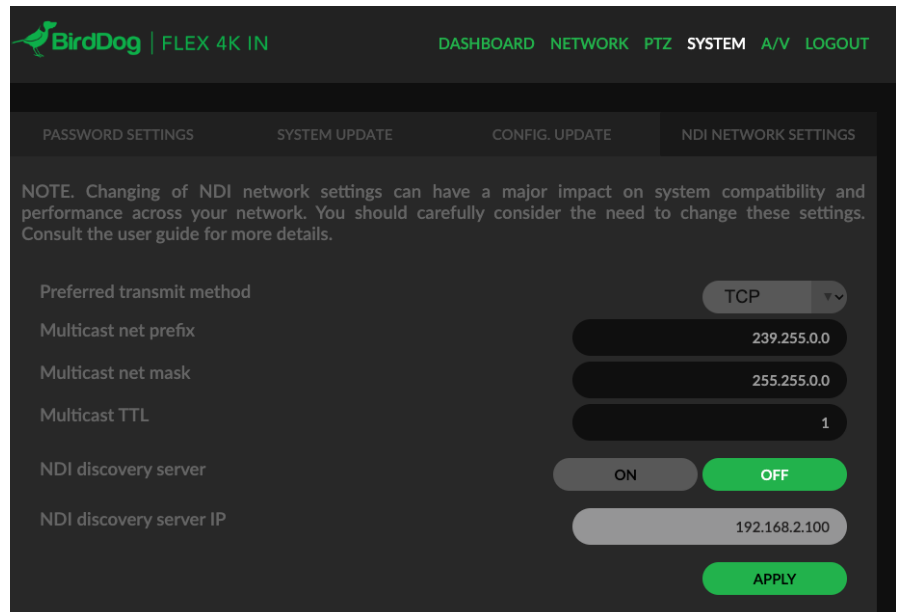 BirdDog | FLEX 4K IN
DASHBOARD NETWORK PTZ SYSTEM A/V LOGOUT
PASSWORD SETTINGS SYSTEM UPDATE CONFIG. UPDATE NDI NETWORK SETTINGS
NOTE. Changing of NDI network settings can have a major impact on system compatibility and
performance across your network. You should carefully consider the need to change these settings.
Consult the user guide for more details.
Preferred transmit method TCP
Multicast net prefix 239.255.0.0
Multicast net mask 255.255.0.0
Multicast TTL 1
NDI discovery server ON OFF
NDI discovery server IP 192.168.2.100
APPLY